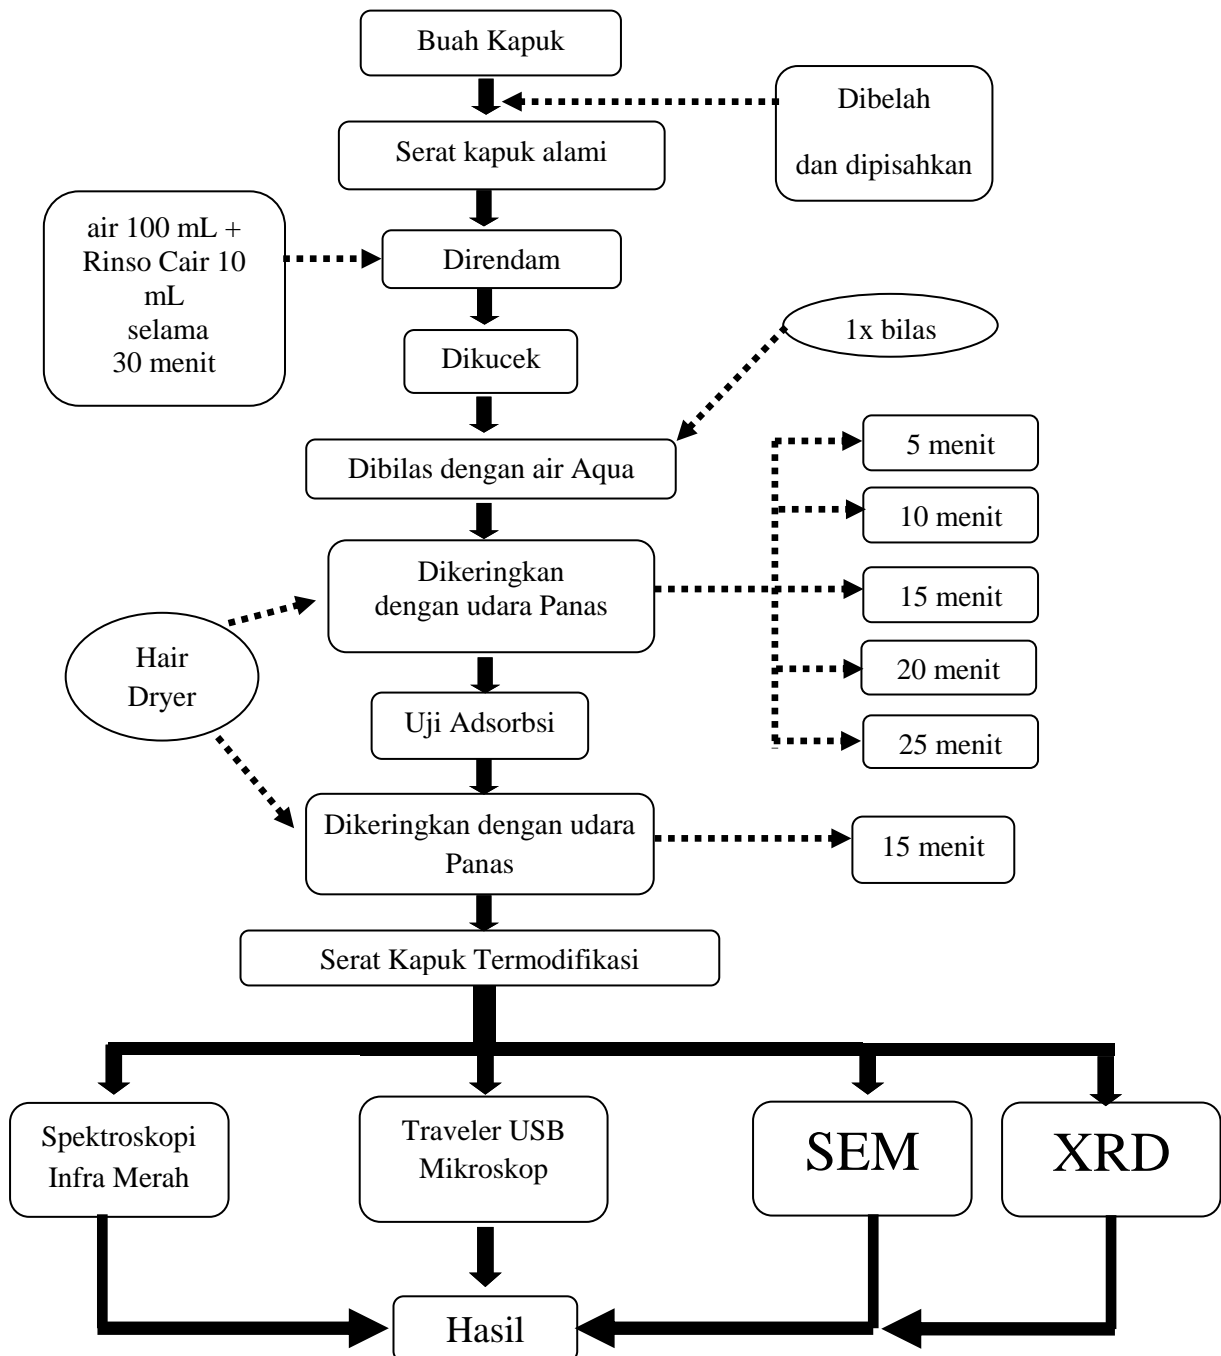 Buah Kapuk
Dibelah
dan dipisahkan
Serat kapuk alami
air 100 mL +
Rinso Cair 10
mL
selama
30 menit
Direndam
1x bilas
Dikucek
Dibilas dengan air Aqua
5 menit
10 menit
Dikeringkan
dengan udara Panas
15 menit
Hair
Dryer
20 menit
Uji Adsorbsi
25 menit
Dikeringkan dengan udara
Panas
15 menit
Serat Kapuk Termodifikasi
Spektroskopi
Infra Merah
Traveler USB
Mikroskop
SEM
XRD
Hasil